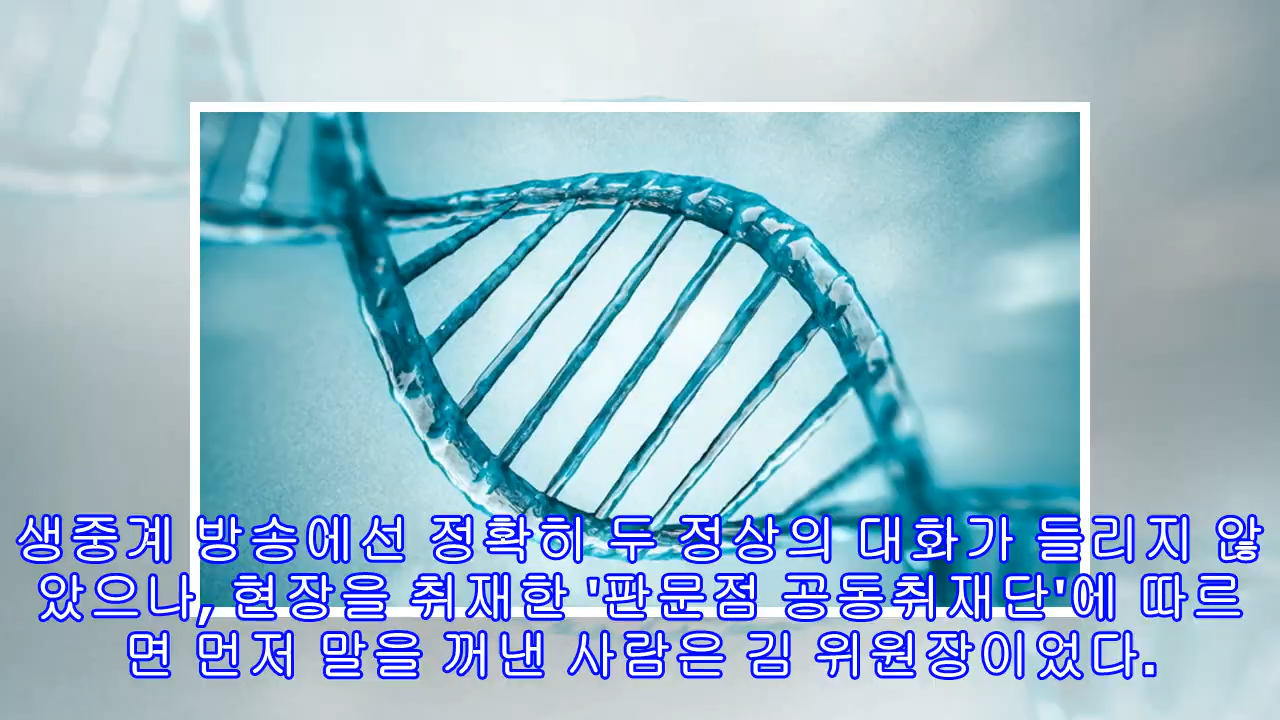 생중계 방송에선 정확히 두 정상의 대화가 들리지 않
았으나, 현장을 취재한 '판문점 공동취재단'에 따르
면 먼저 말을 꺼낸 사람은 김 위원장이었다.